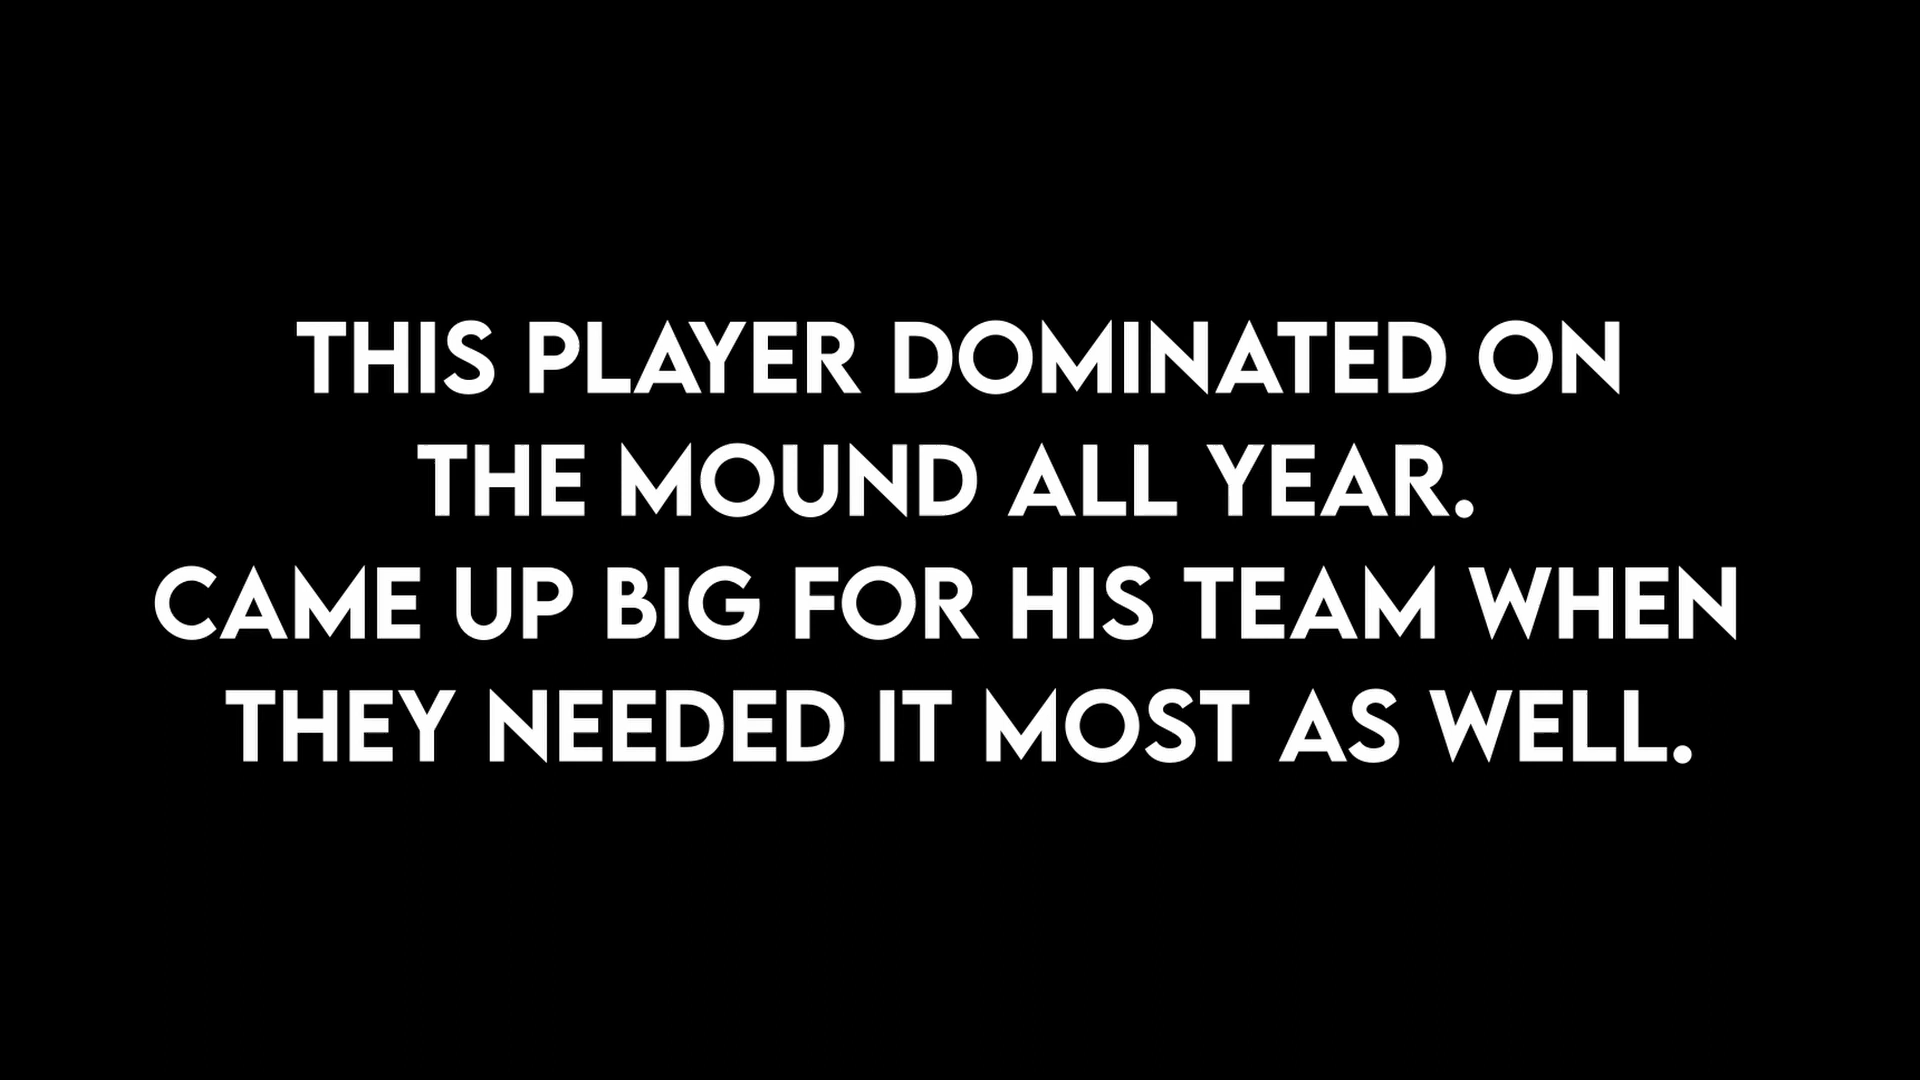 THIS PLAYER DOMINATED ON
THE MOUND ALL YEAR.
CAME UP BIG FOR HIS TEAM WHEN
THEY NEEDED IT MOST AS WELL.